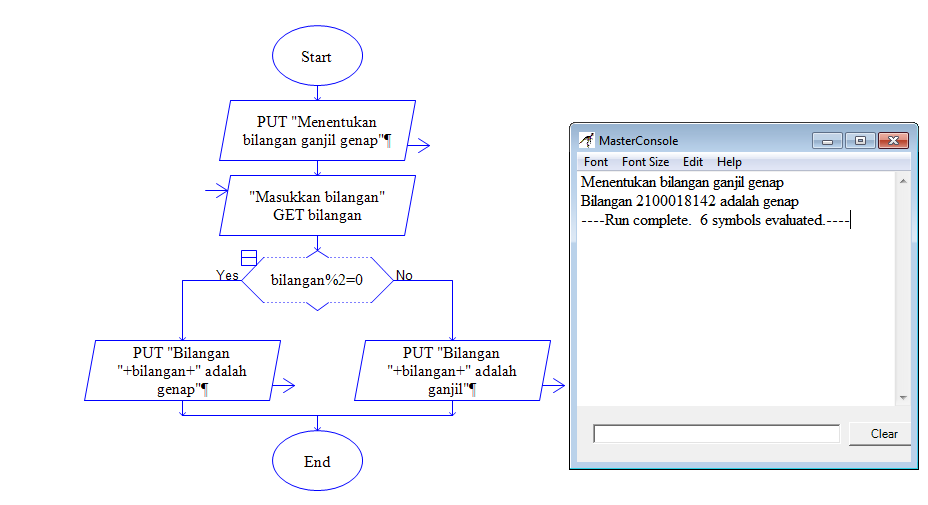 Start
PUT "Menentukan
bilangan ganjil genap"¶
"Masukkan bilangan"
GET bilangan
Yes
bilangan%2=0
No
PUT "Bilangan
"+bilangan+" adalah
genap"¶
PUT "Bilangan
"+bilangan+" adalah
ganjil"¶
End
MasterConsole
Font Font Size Edit Help
Menentukan bilangan ganjil genap
Bilangan 2100018142 adalah genap
----Run complete.  6 symbols evaluated.----
Clear